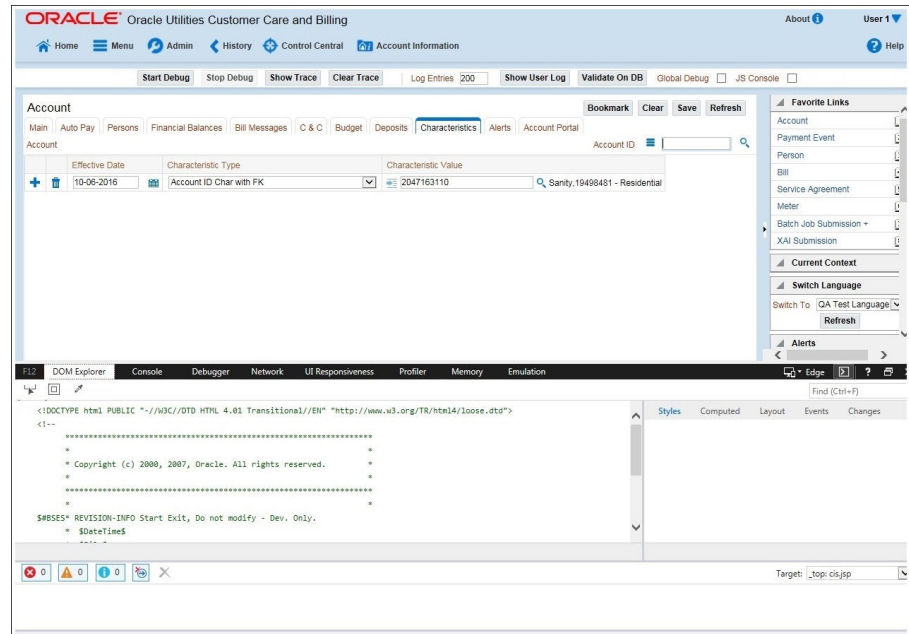 ORACLE® Oracle Utilities Customer Care and Billing
About User 1
Home Menu Admin History Control Central Account Information
Help
Start Debug Stop Debug Show Trace Clear Trace Log Entries 200 Show User Log Validate On DB Global Debug JS Console
Account
Bookmark Clear Save Refresh
Main Auto Pay Persons Financial Balances Bill Messages C & C Budget Deposits Characteristics Alerts Account Portal
Account
Account ID
Effective Date Characteristic Type Characteristic Value
10-06-2016 Account ID Char with FK 2047163110 Sanity,19498481 - Residential
Favorite Links
Account
Payment Event
Person
Bill
Service Agreement
Meter
Batch Job Submission +
XAI Submission
Current Context
Switch Language
Switch To QA Test Language
Refresh
Alerts
F12 DOM Explorer Console Debugger Network UI Responsiveness Profiler Memory Emulation
Edge ?
Find (Ctrl+F)
<!DOCTYPE html PUBLIC "-//W3C//DTD HTML 4.01 Transitional//EN" "http://www.w3.org/TR/html4/loose.dtd">
<!--
* Copyright (c) 2000, 2007, Oracle. All rights reserved. *
$#BSES* REVISION-INFO Start Exit, Do not modify - Dev. Only.
* $DateTime$
Styles Computed Layout Events Changes
0 0 0
Target: _top: cis.jsp